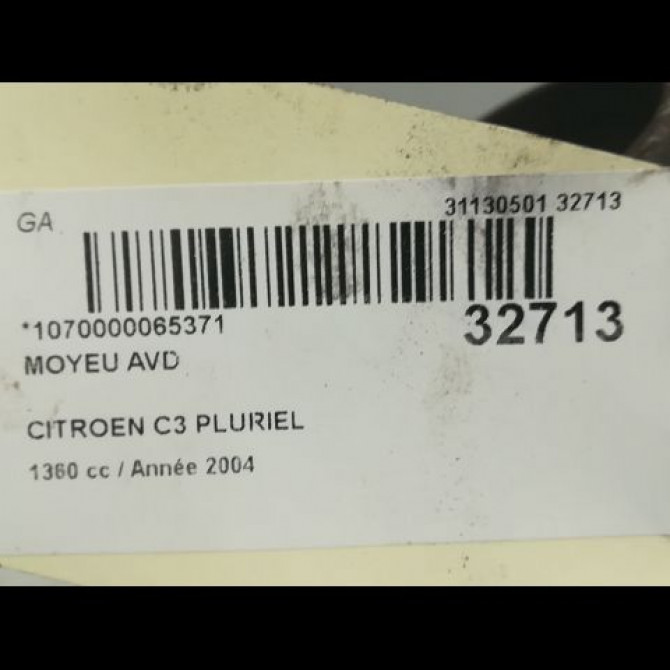 GA
31130501 32713
*1070000065371
32713
MOYEU AVD
CITROEN C3 PLURIEL
1360 cc / Année 2004